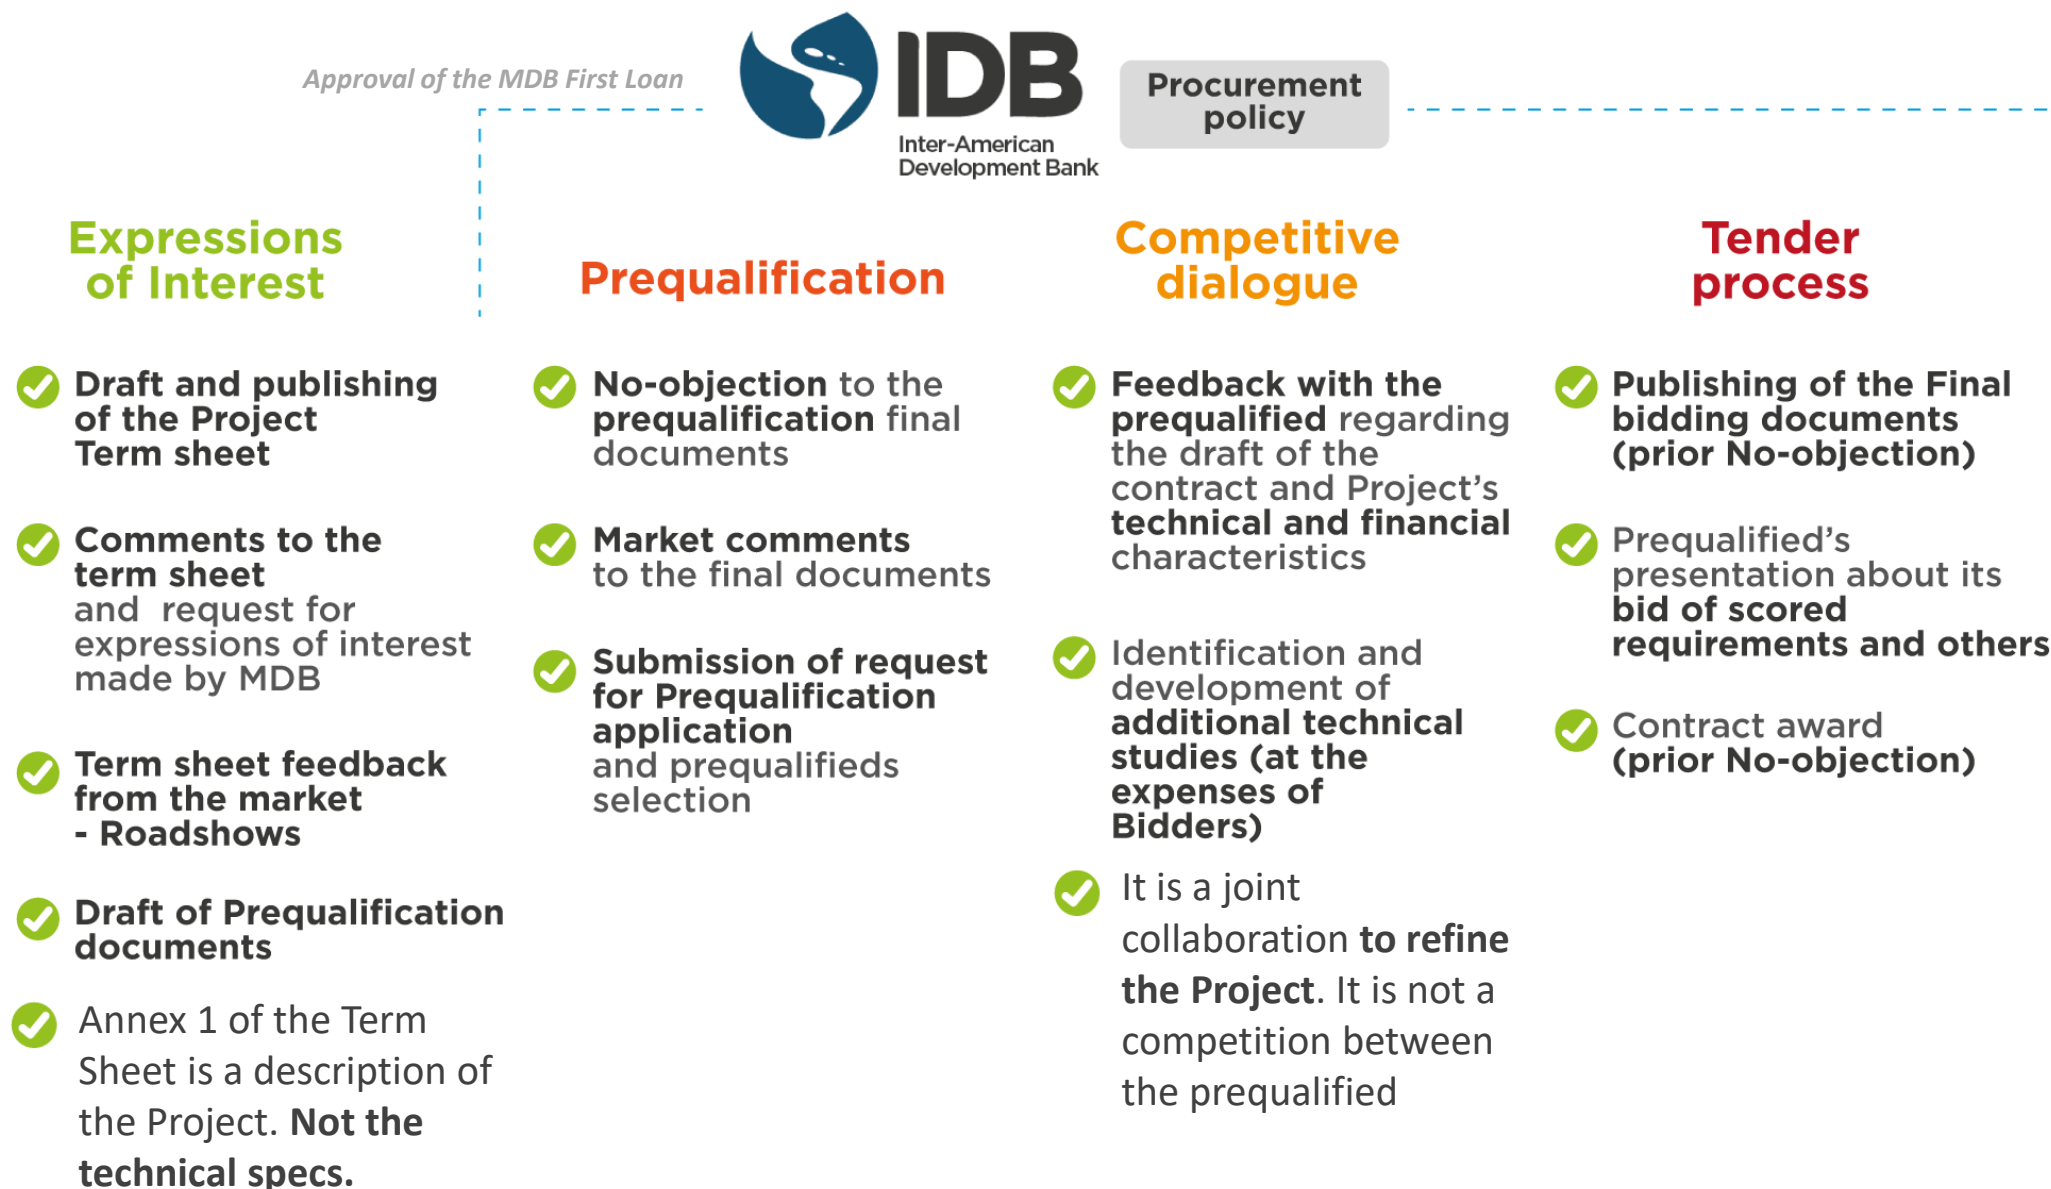 Approval of the MDB First Loan
IDB
Inter-American
Development Bank
Procurement
policy
Expressions
of Interest
Draft and publishing
of the Project
Term sheet
Comments to the
term sheet
and request for
expressions of interest
made by MDB
Term sheet feedback
from the market
- Roadshows
Draft of Prequalification
documents
Annex 1 of the Term
Sheet is a description of
the Project. Not the
technical specs.
Prequalification
No-objection to the
prequalification final
documents
Market comments
to the final documents
Submission of request
for Prequalification
application
and prequalifieds
selection
Competitive
dialogue
Feedback with the
prequalified regarding
the draft of the
contract and Project’s
technical and financial
characteristics
Identification and
development of
additional technical
studies (at the
expenses of
Bidders)
It is a joint
collaboration to refine
the Project. It is not a
competition between
the prequalified
Tender
process
Publishing of the Final
bidding documents
(prior No-objection)
Prequalified’s
presentation about its
bid of scored
requirements and others
Contract award
(prior No-objection)